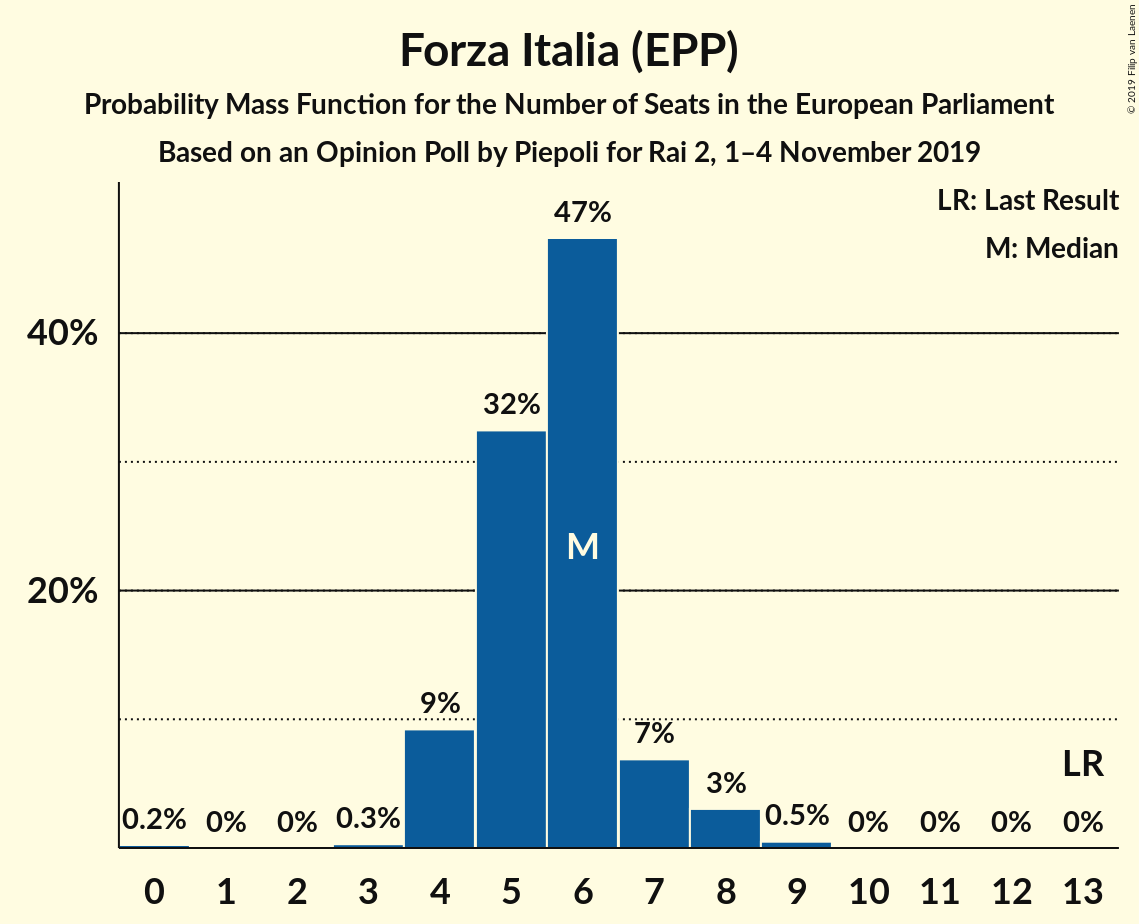 Forza Italia (EPP)
Probability Mass Function for the Number of Seats in the European Parliament
Based on an Opinion Poll by Piepoli for Rai 2, 1–4 November 2019
© 2019 Filip van Laenen
LR: Last Result
M: Median
40%
20%
0.2%
0%
0%
0.3%
9%
32%
47%
M
7%
3%
0.5%
0%
0%
0%
LR
0%
0 1 2 3 4 5 6 7 8 9 10 11 12 13